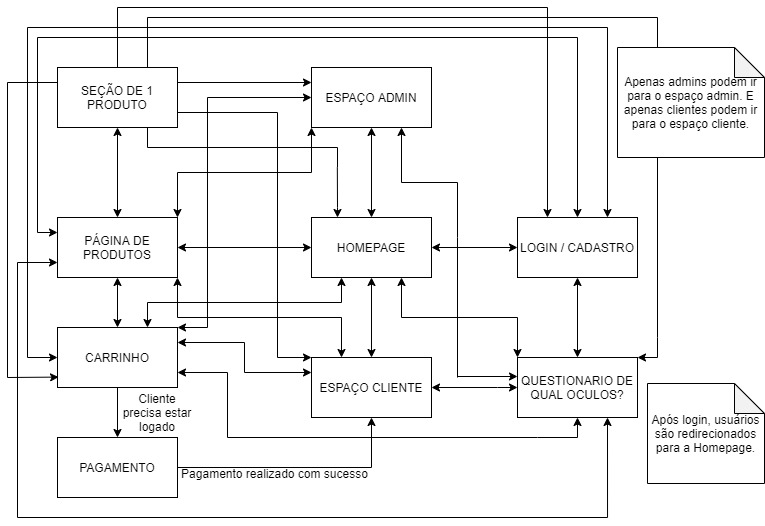 SEÇÃO DE 1
PRODUTO
ESPAÇO ADMIN
Apenas admins podem ir
para o espaço admin. E
apenas clientes podem ir
para o espaço cliente.
PÁGINA DE
PRODUTOS
HOMEPAGE
LOGIN / CADASTRO
CARRINHO
ESPAÇO CLIENTE
QUESTIONARIO DE
QUAL OCULOS?
Cliente
precisa estar
logado
Após login, usuários
são redirecionados
para a Homepage.
PAGAMENTO
Pagamento realizado com sucesso